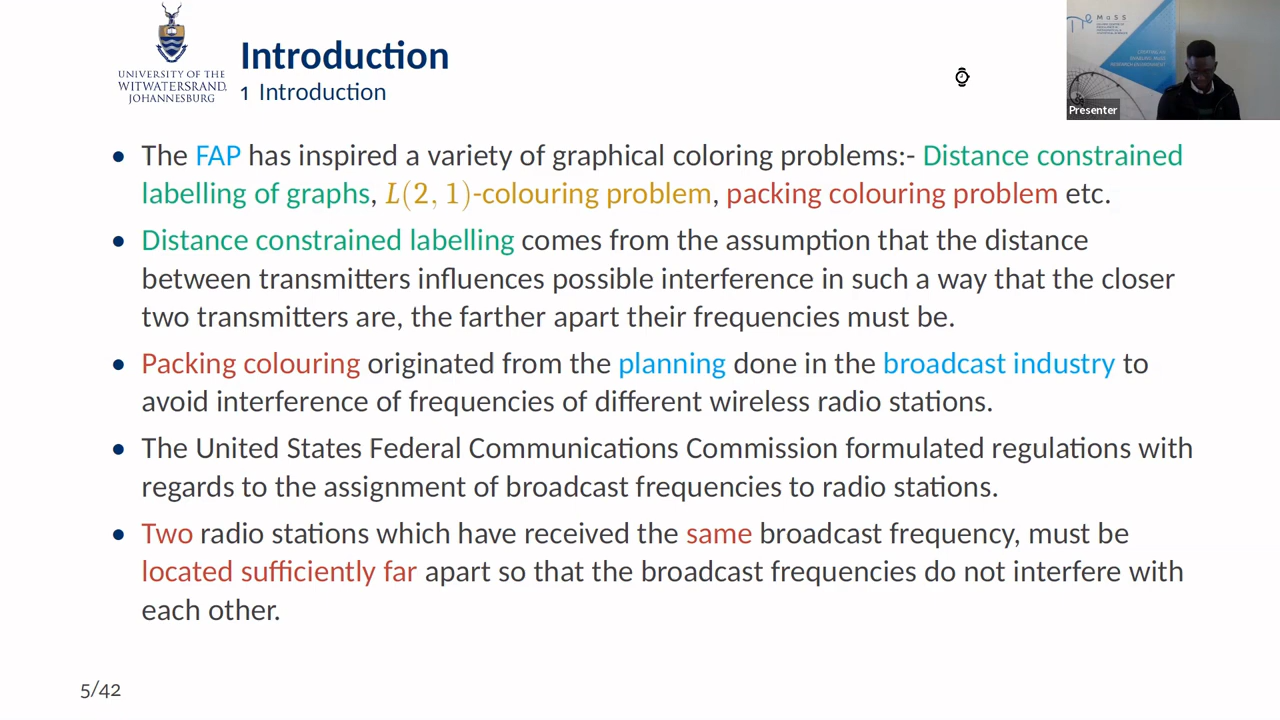 UNIVERSITY OF THE
WITWATERSRAND,
JOHANNESBURG
Introduction
1 Introduction
MaSS
Presenter
• The FAP has inspired a variety of graphical coloring problems:- Distance constrained
labelling of graphs, L(2, 1)-colouring problem, packing colouring problem etc.
• Distance constrained labelling comes from the assumption that the distance
between transmitters influences possible interference in such a way that the closer
two transmitters are, the farther apart their frequencies must be.
• Packing colouring originated from the planning done in the broadcast industry to
avoid interference of frequencies of different wireless radio stations.
• The United States Federal Communications Commission formulated regulations with
regards to the assignment of broadcast frequencies to radio stations.
• Two radio stations which have received the same broadcast frequency, must be
located sufficiently far apart so that the broadcast frequencies do not interfere with
each other.
5/42